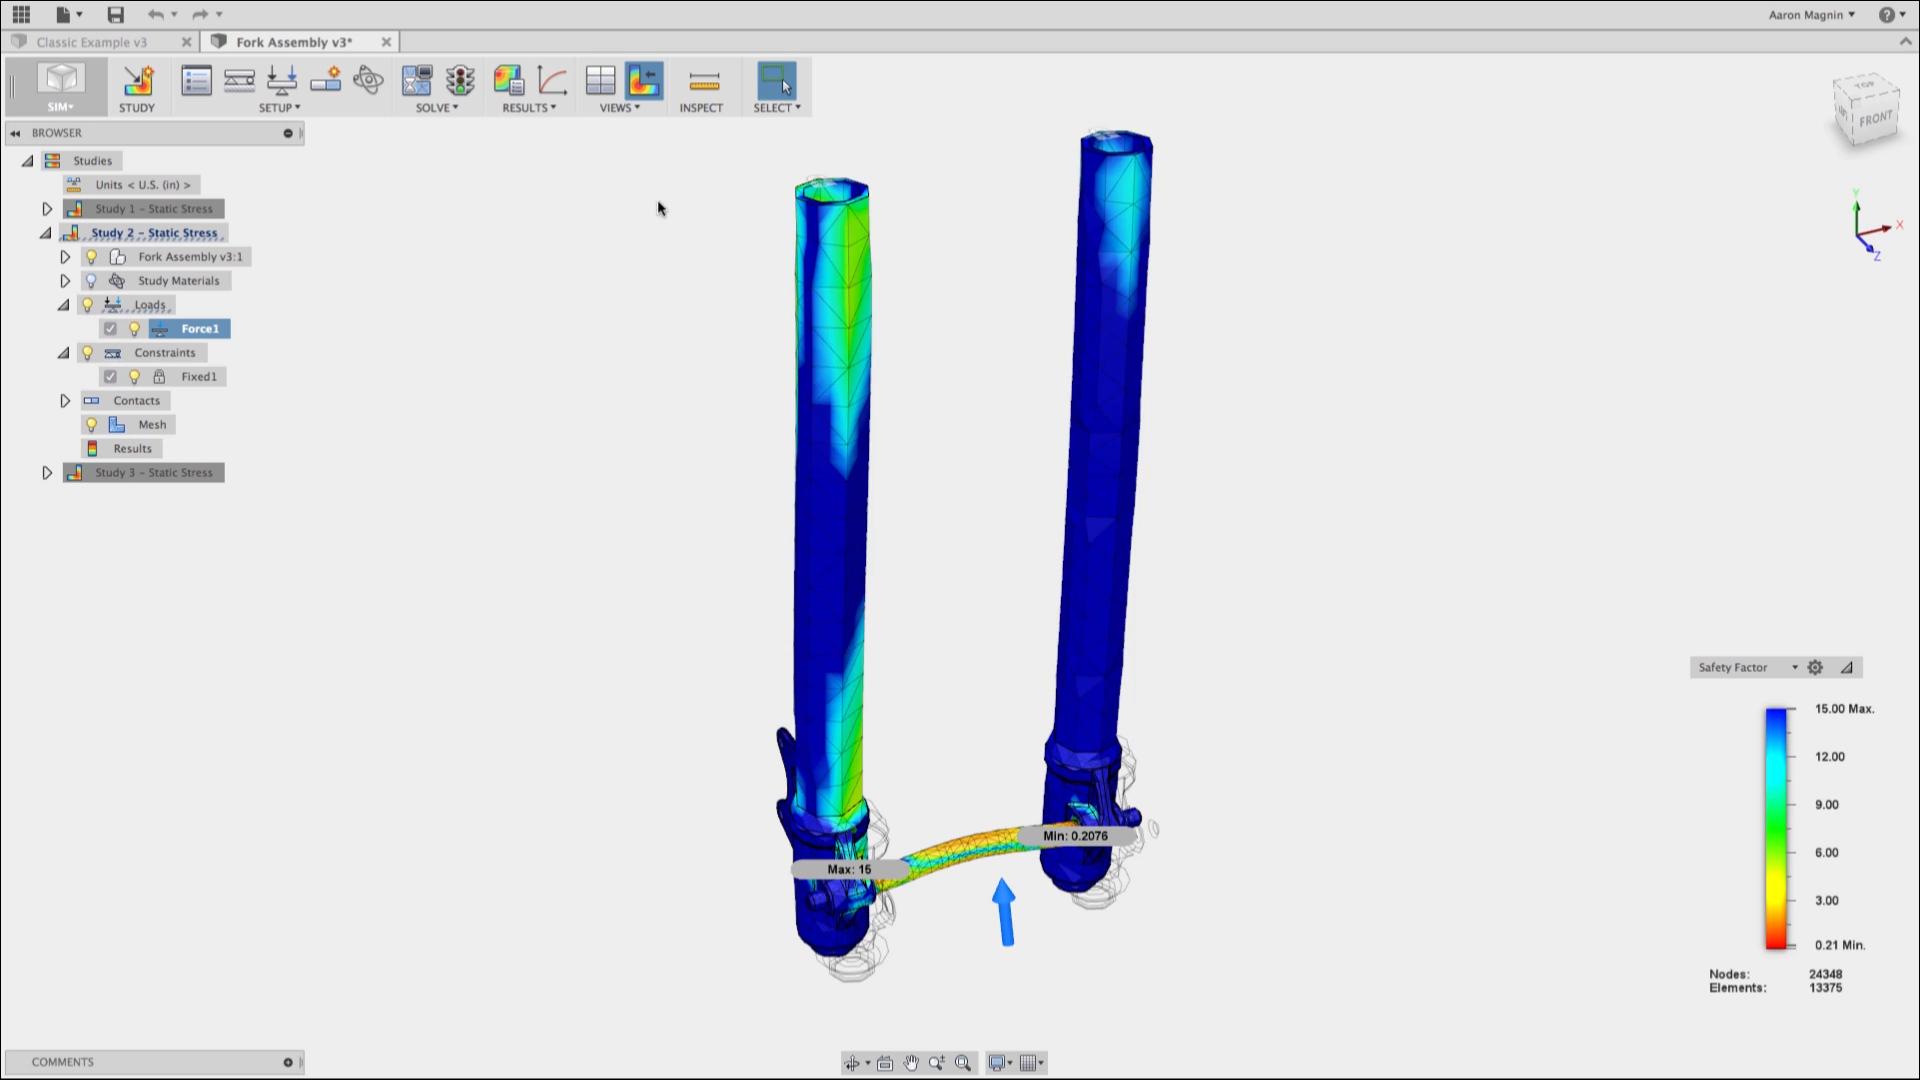 Aaron Magnin
Classic Example v3
Fork Assembly v3*
SIM
STUDY
SETUP
SOLVE
RESULTS
VIEWS
INSPECT
SELECT
TOP
FRONT
BROWSER
Studies
Units < U.S. (in) >
Study 1 - Static Stress
Study 2 - Static Stress
Fork Assembly v3:1
Study Materials
Loads
Force1
Constraints
Fixed1
Contacts
Mesh
Results
Study 3 - Static Stress
Y
X
Z
Min: 0.2076
Max: 15
Safety Factor
15.00 Max.
12.00
9.00
6.00
3.00
0.21 Min.
Nodes: 24348
Elements: 13375
COMMENTS